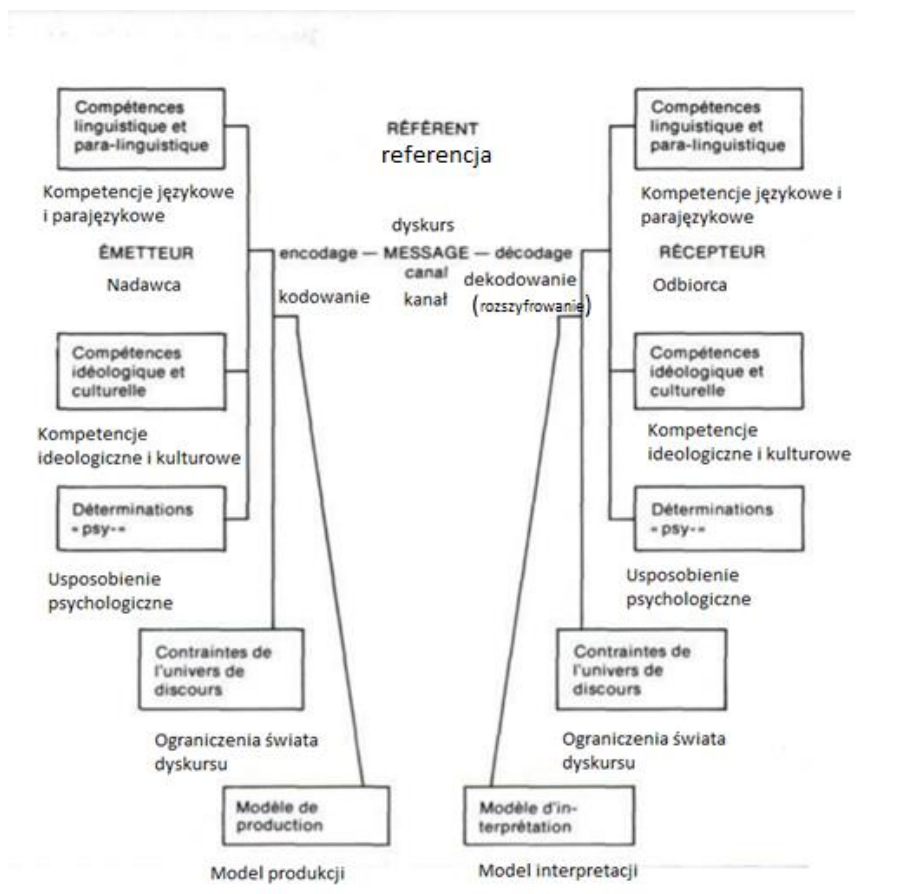 Compétences
linguistique et
para-linguistique
Kompetencje językowe
i parajęzykowe
ÉMETTEUR
Nadawca
Compétences
idéologique et
culturelle
Kompetencje
ideologiczne i kulturowe
Déterminations
« psy- »
Usposobienie
psychologiczne
Contraintes de
l'univers de
discours
Ograniczenia świata
dyskursu
Modèle de
production
Model produkcji
RÉFÉRENT
referencja
dyskurs
encodage — MESSAGE — décodage
canal
kodowanie
kanał
dekodowanie
(rozszyfrowanie)
Compétences
linguistique et
para-linguistique
Kompetencje językowe i
parajęzykowe
RÉCEPTEUR
Odbiorca
Compétences
idéologique et
culturelle
Kompetencje
ideologiczne i kulturowe
Déterminations
« psy- »
Usposobienie
psychologiczne
Contraintes de
l'univers de
discours
Ograniczenia świata
dyskursu
Modèle d'in-
terprétation
Model interpretacji